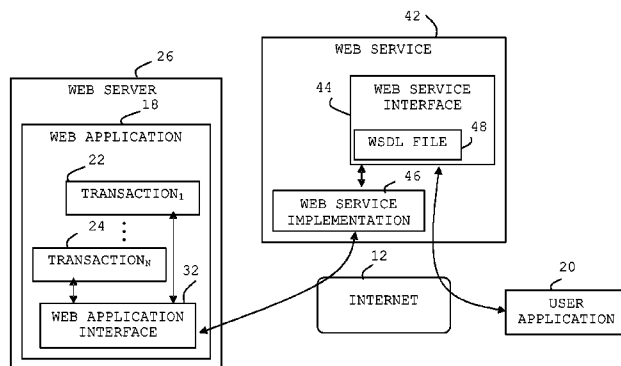 42
WEB SERVICE
26
WEB SERVER
18
WEB APPLICATION
22
TRANSACTION1
24
TRANSACTIONN
32
WEB APPLICATION
INTERFACE
44
WEB SERVICE
INTERFACE
WSDL FILE
48
46
WEB SERVICE
IMPLEMENTATION
12
INTERNET
20
USER
APPLICATION